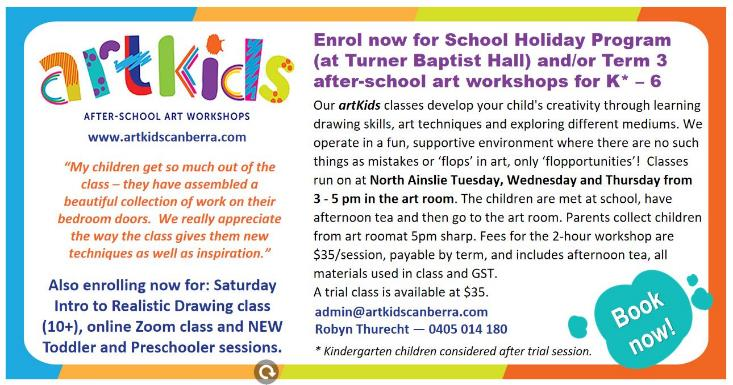 artkids
AFTER-SCHOOL ART WORKSHOPS
www.artkidscanberra.com
“My children get so much out of the
class – they have assembled a
beautiful collection of work on their
bedroom doors. We really appreciate
the way the class gives them new
techniques as well as inspiration.”
Also enrolling now for: Saturday
Intro to Realistic Drawing class
(10+), online Zoom class and NEW
Toddler and Preschooler sessions.
Enrol now for School Holiday Program
(at Turner Baptist Hall) and/or Term 3
after-school art workshops for K* – 6
Our artKids classes develop your child's creativity through learning
drawing skills, art techniques and exploring different mediums. We
operate in a fun, supportive environment where there are no such
things as mistakes or ‘flops’ in art, only ‘flopportunities’! Classes
run on at North Ainslie Tuesday, Wednesday and Thursday from
3 - 5 pm in the art room. The children are met at school, have
afternoon tea and then go to the art room. Parents collect children
from art roomat 5pm sharp. Fees for the 2-hour workshop are
$35/session, payable by term, and includes afternoon tea, all
materials used in class and GST.
A trial class is available at $35.
admin@artkidscanberra.com
Robyn Thurecht — 0405 014 180
* Kindergarten children considered after trial session.
Book
now!